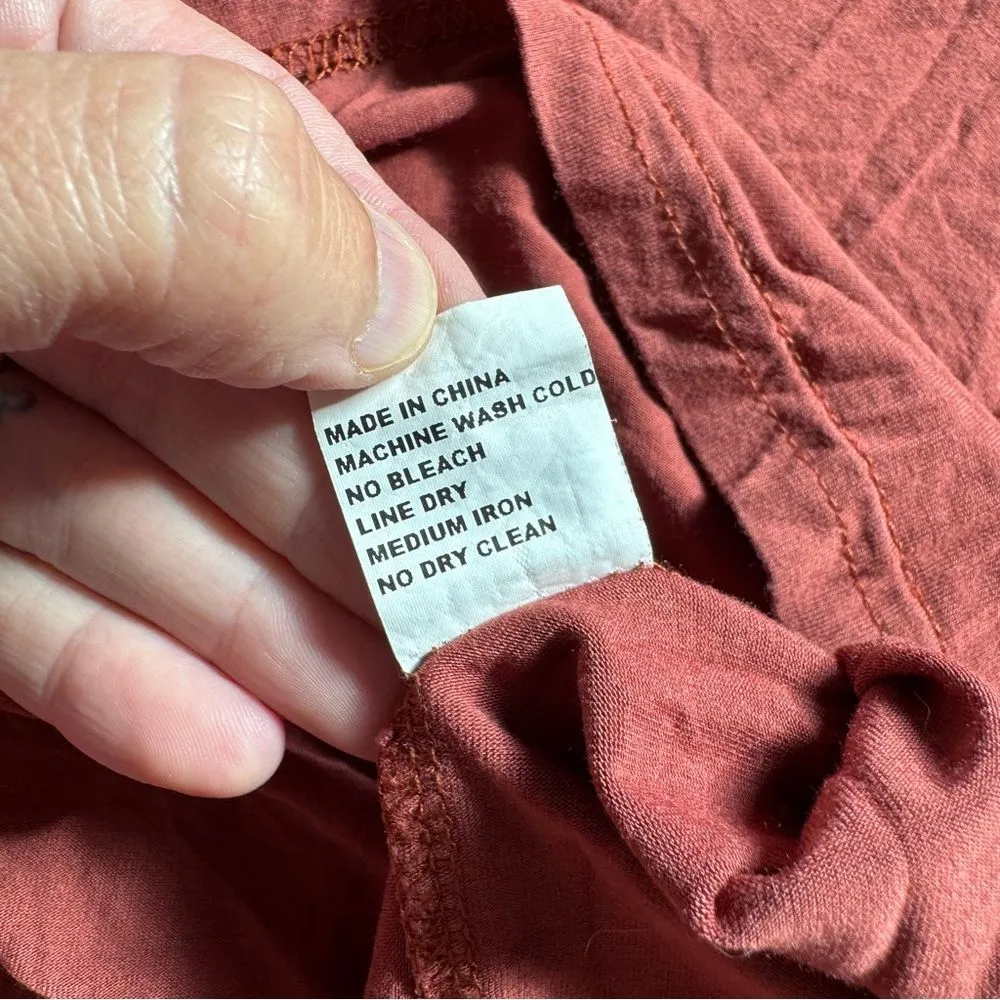 MADE IN CHINA
MACHINE WASH COLD
NO BLEACH
LINE DRY
MEDIUM IRON
NO DRY CLEAN